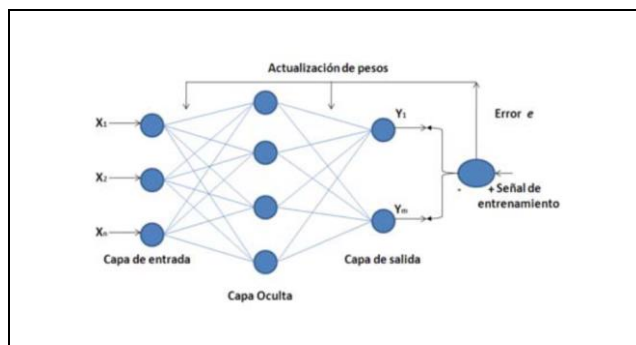 Actualización de pesos
X₁
Y₁
Error e
X₂
- + Señal de
entrenamiento
Xₙ
Yₘ
Capa de entrada
Capa de salida
Capa Oculta